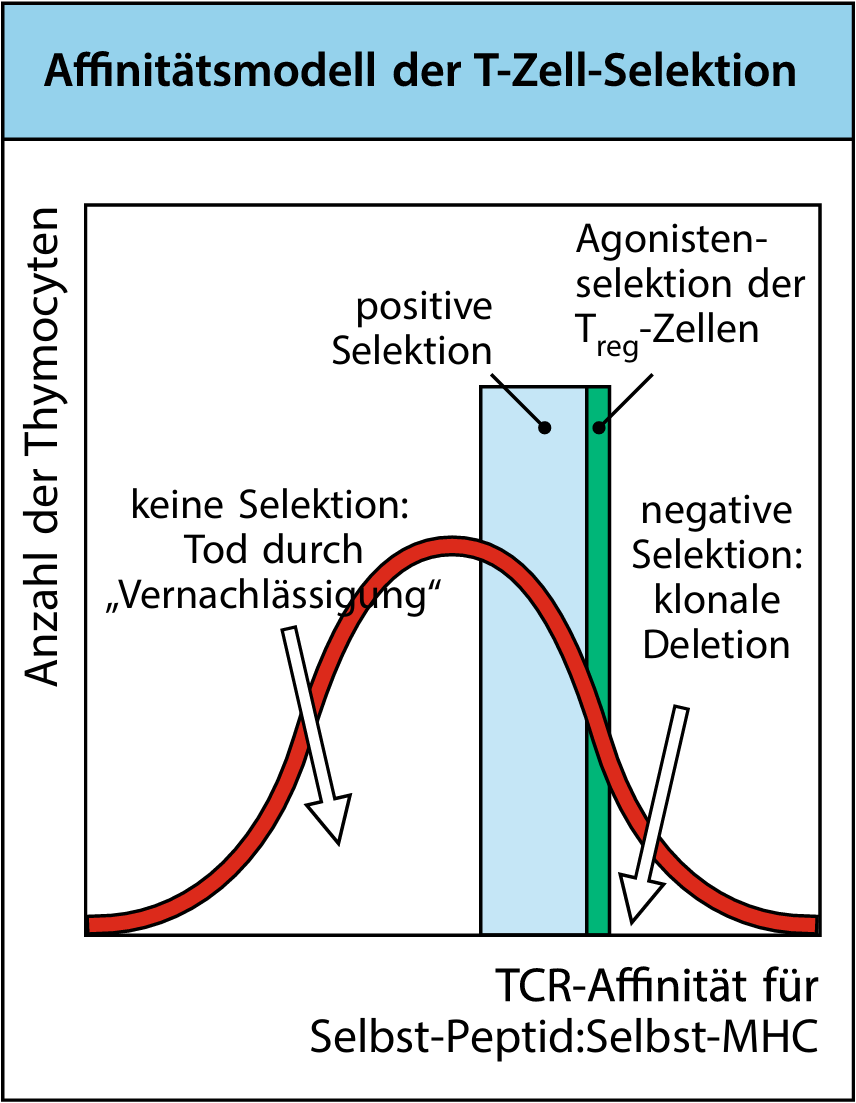 Affinitätsmodell der T-Zell-Selektion
Anzahl der Thymocyten
positive
Selektion
Agonisten-
selektion der
Treg-Zellen
keine Selektion:
Tod durch
„Vernachlässigung“
negative
Selektion:
klonale
Deletion
TCR-Affinität für
Selbst-Peptid:Selbst-MHC